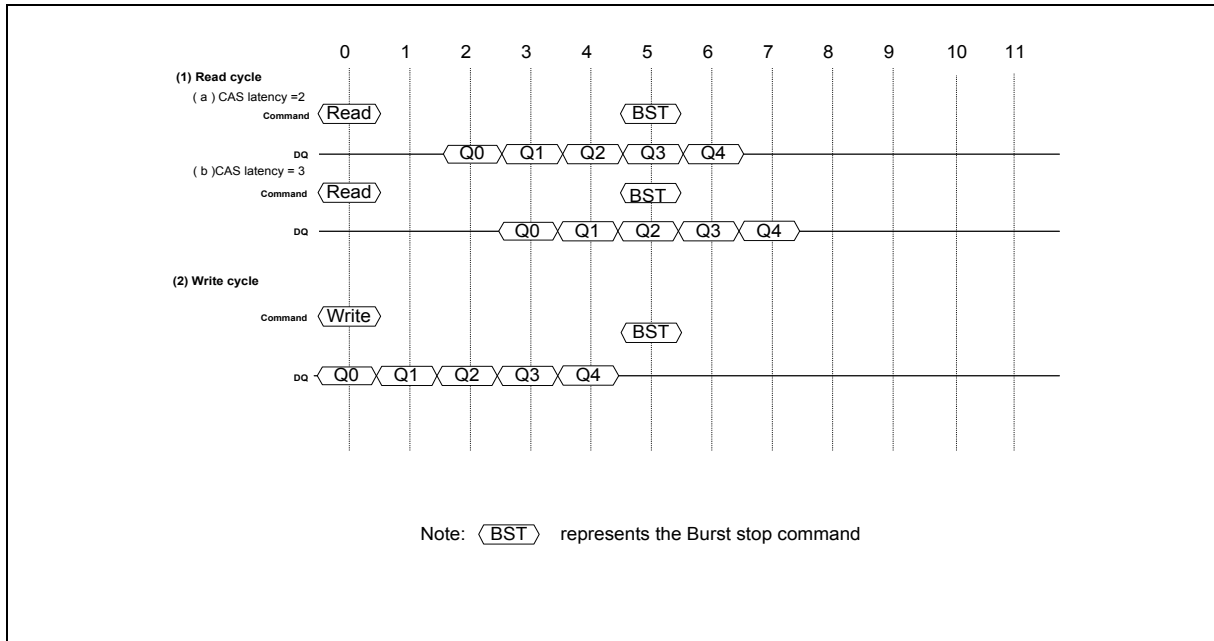 0 1 2 3 4 5 6 7 8 9 10 11
(1) Read cycle
( a ) CAS latency =2
Command Read BST
DQ Q0 Q1 Q2 Q3 Q4
( b )CAS latency = 3
Command Read BST
DQ Q0 Q1 Q2 Q3 Q4
(2) Write cycle
Command Write BST
DQ Q0 Q1 Q2 Q3 Q4
Note: BST represents the Burst stop command